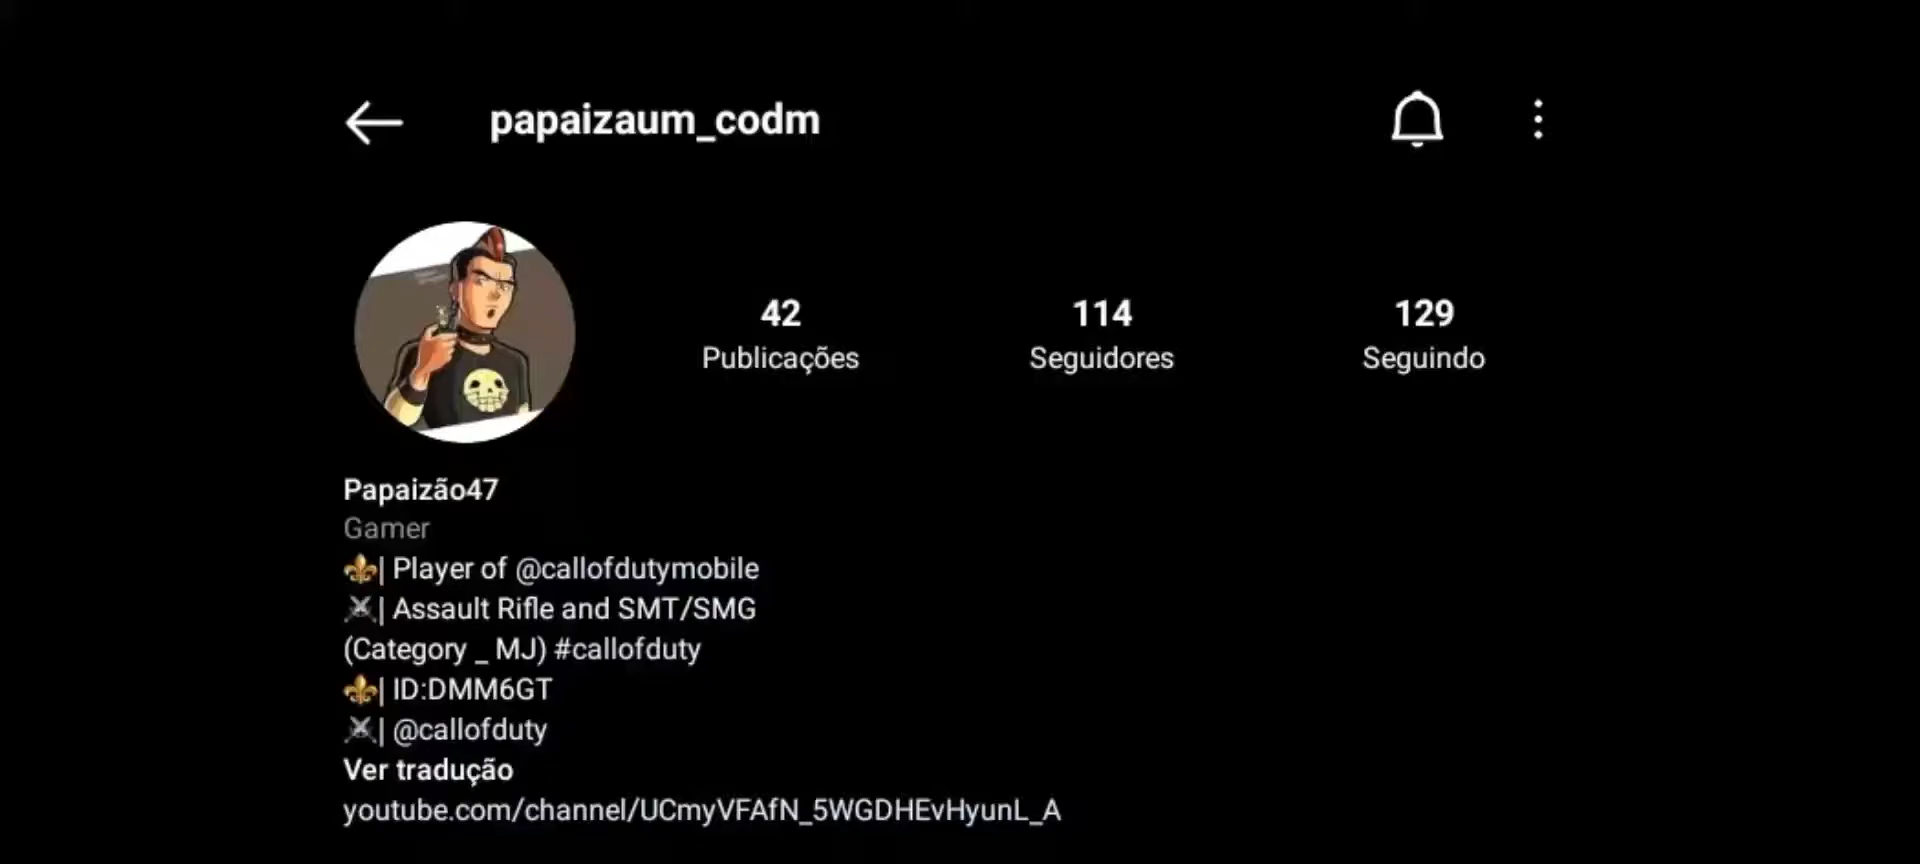 papaizaum_codm
42 114 129
Publicações Seguidores Seguindo
Papaizão47
Gamer
⚜️| Player of @callofdutymobile
⚔️| Assault Rifle and SMT/SMG
(Category _ MJ) #callofduty
⚜️| ID:DMM6GT
⚔️| @callofduty
Ver tradução
youtube.com/channel/UCmyVFAfN_5WGDHEvHyunL_A